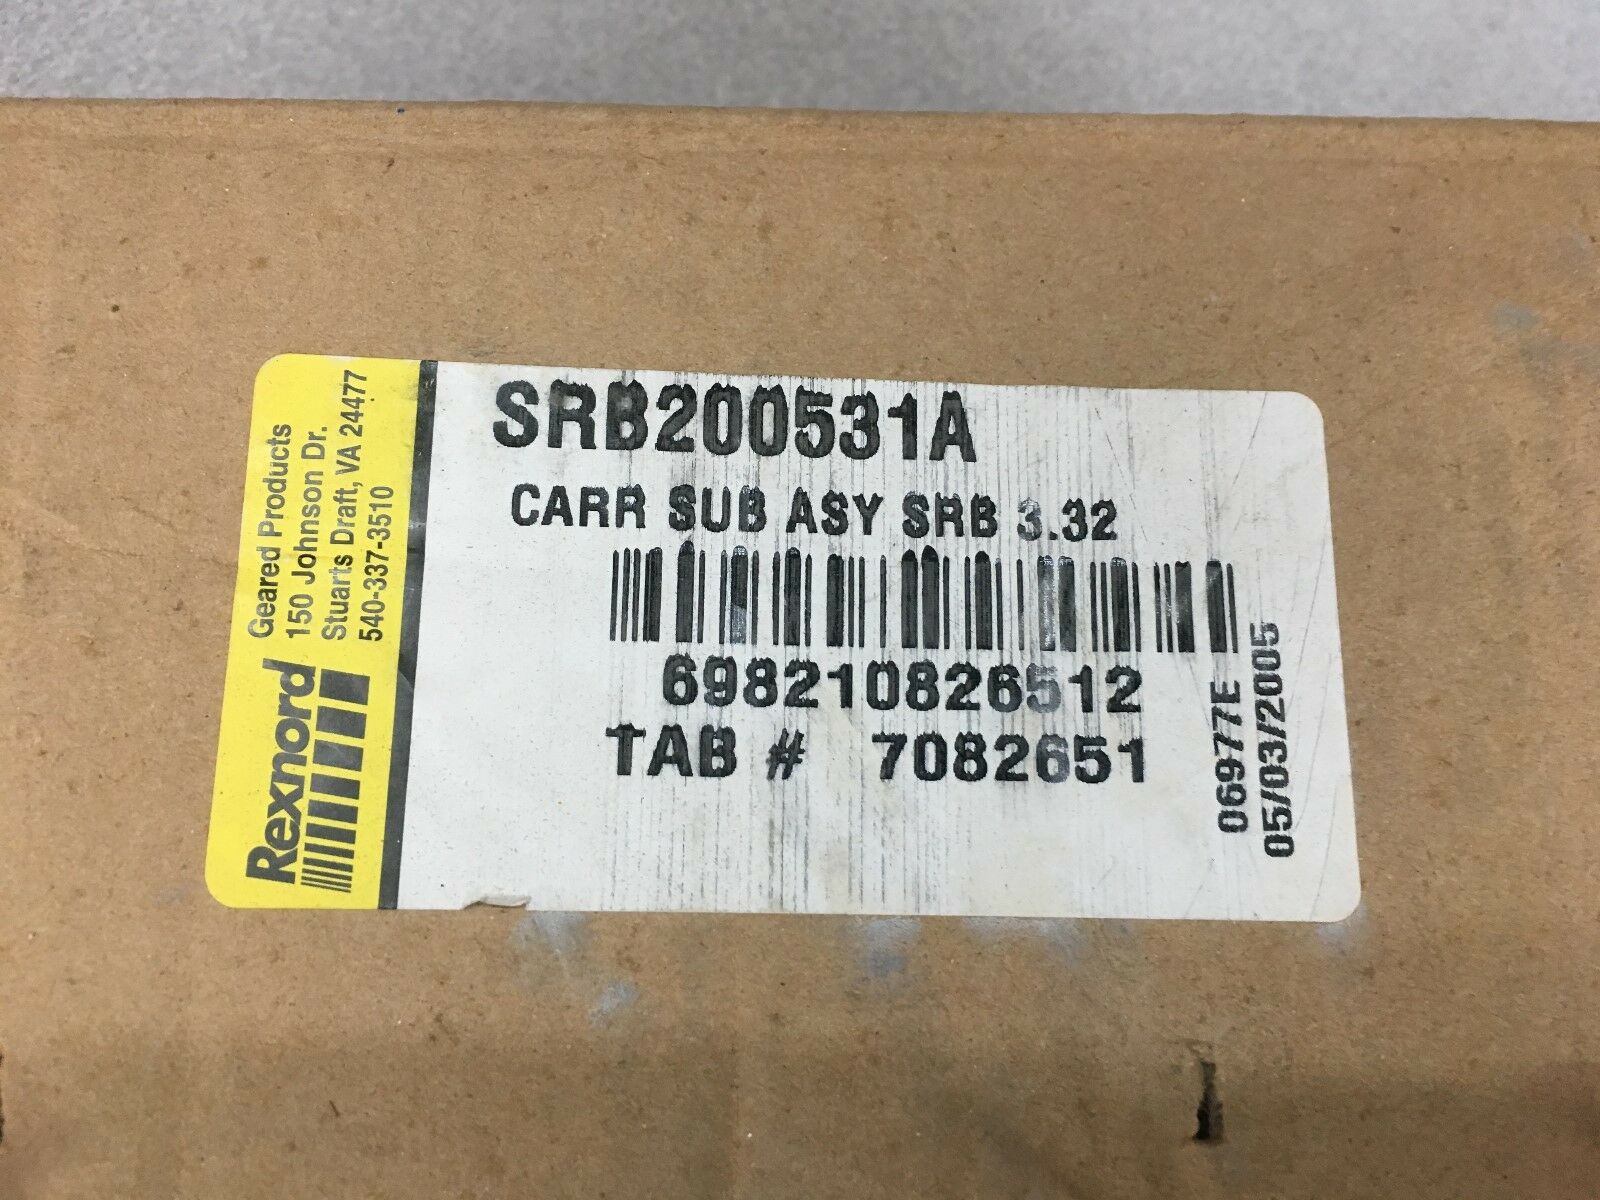 Rexnord
Geared Products
150 Johnson Dr.
Stuarts Draft, VA 24477
540-337-3510
SRB200531A
CARR SUB ASY SRB 3.32
698210826512
TAB # 7082651
06977E
05/03/2005